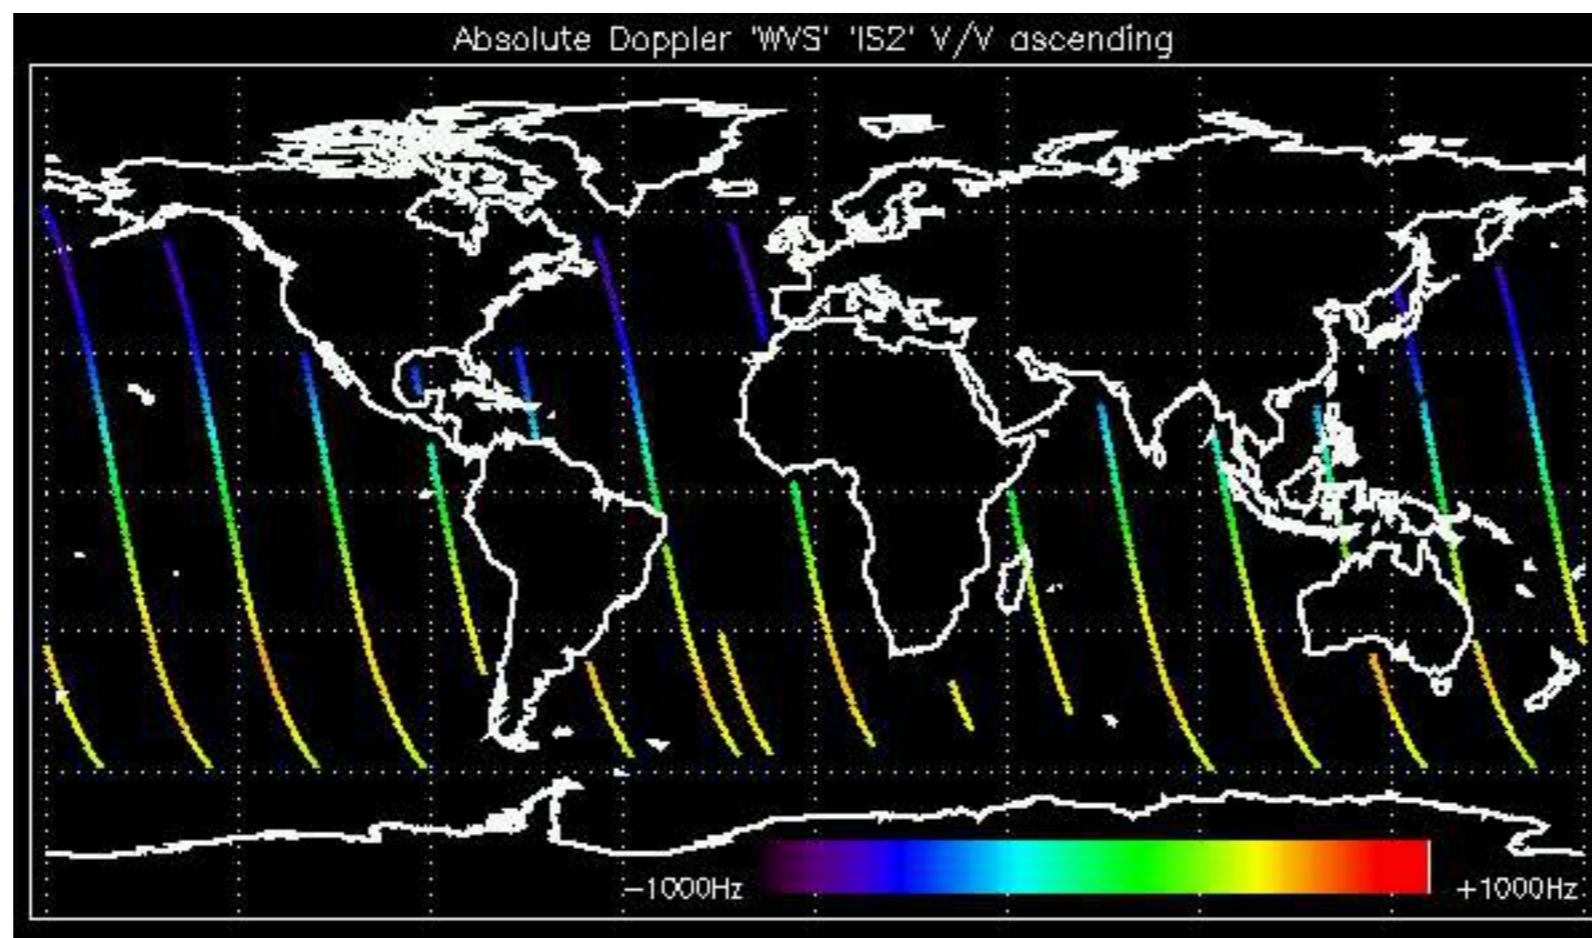 Absolute Doppler 'WVS' 'IS2' V/V ascending
−1000Hz +1000Hz